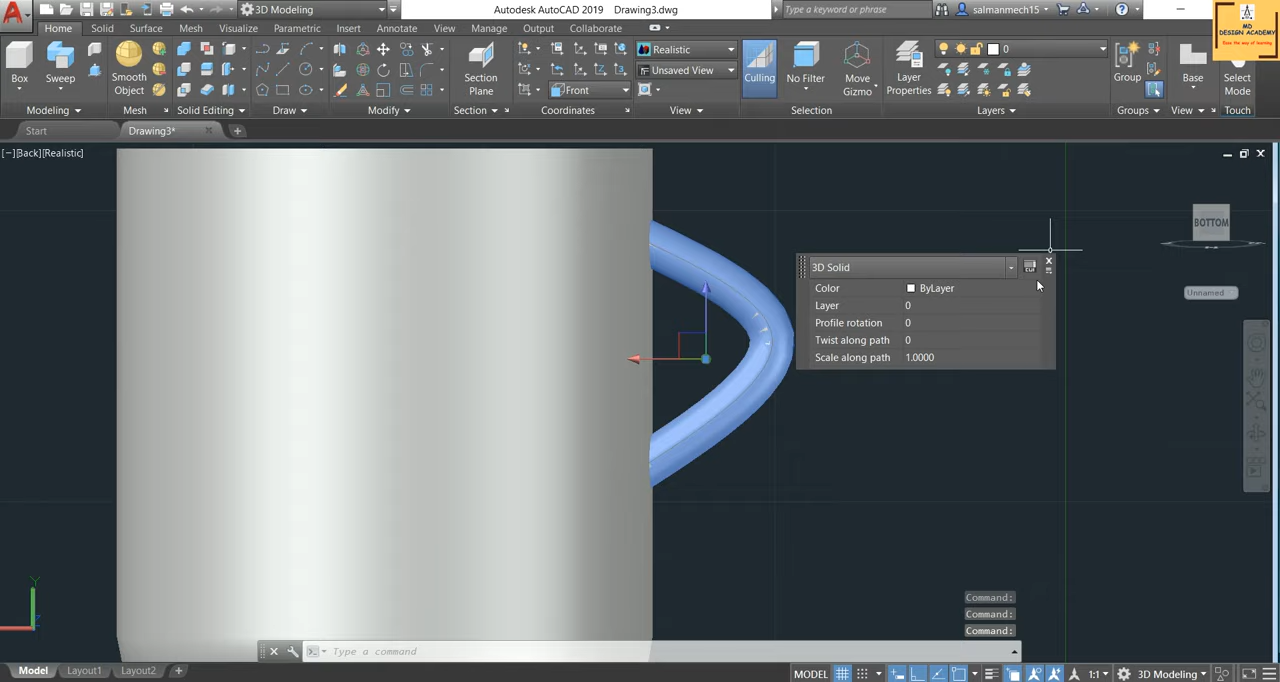 A
3D Modeling
Autodesk AutoCAD 2019 Drawing3.dwg
Type a keyword or phrase
salmanmech15
MD
DESIGN ACADEMY
Home Solid Surface Mesh Visualize Parametric Insert Annotate View Manage Output Collaborate
Box
Sweep
Smooth
Object
Section
Plane
Realistic
Unsaved View
Front
Culling
No Filter
Move
Gizmo
Layer
Properties
0
Group
Base
Select
Mode
Modeling Mesh Solid Editing Draw Modify Section Coordinates View Selection Layers Groups View Touch
Start
Drawing3*
[−][Back][Realistic]
BOTTOM
Unnamed
3D Solid
Color ByLayer
Layer 0
Profile rotation 0
Twist along path 0
Scale along path 1.0000
Y
Command:
Command:
Command:
Type a command
Model Layout1 Layout2 +
MODEL
1:1
3D Modeling